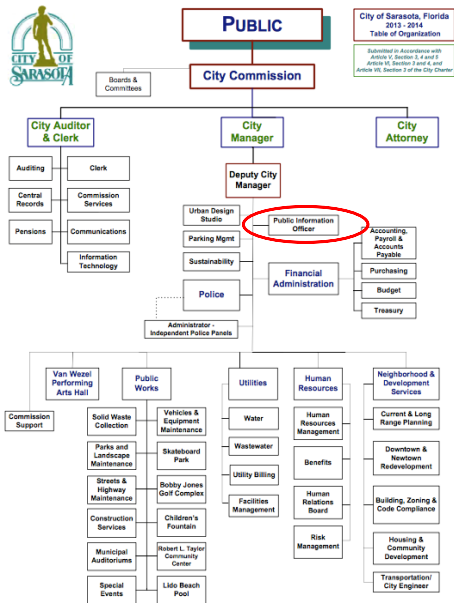 CITY OF
SARASOTA
PUBLIC
City of Sarasota, Florida
2013 - 2014
Table of Organization
Submitted in Accordance with
Article V, Section 3, 4 and 5
Article VI, Section 3 and 4, and
Article VII, Section 3 of the City Charter
City Commission
Boards &
Committees
City Auditor
& Clerk
City
Manager
City
Attorney
Deputy City
Manager
Auditing
Clerk
Central
Records
Commission
Services
Pensions
Communications
Information
Technology
Urban Design
Studio
Public Information
Officer
Parking Mgmt
Sustainability
Financial
Administration
Accounting,
Payroll &
Accounts
Payable
Purchasing
Budget
Treasury
Police
Administrator -
Independent Police Panels
Commission
Support
Van Wezel
Performing
Arts Hall
Public
Works
Utilities
Human
Resources
Neighborhood &
Development
Services
Solid Waste
Collection
Vehicles &
Equipment
Maintenance
Parks and
Landscape
Maintenance
Skateboard
Park
Streets &
Highway
Maintenance
Bobby Jones
Golf Complex
Construction
Services
Children's
Fountain
Municipal
Auditoriums
Robert L. Taylor
Community
Center
Special
Events
Lido Beach
Pool
Water
Wastewater
Utility Billing
Facilities
Management
Human
Resources
Management
Benefits
Human
Relations
Board
Risk
Management
Current & Long
Range Planning
Downtown &
Newtown
Redevelopment
Building, Zoning &
Code Compliance
Housing &
Community
Development
Transportation/
City Engineer